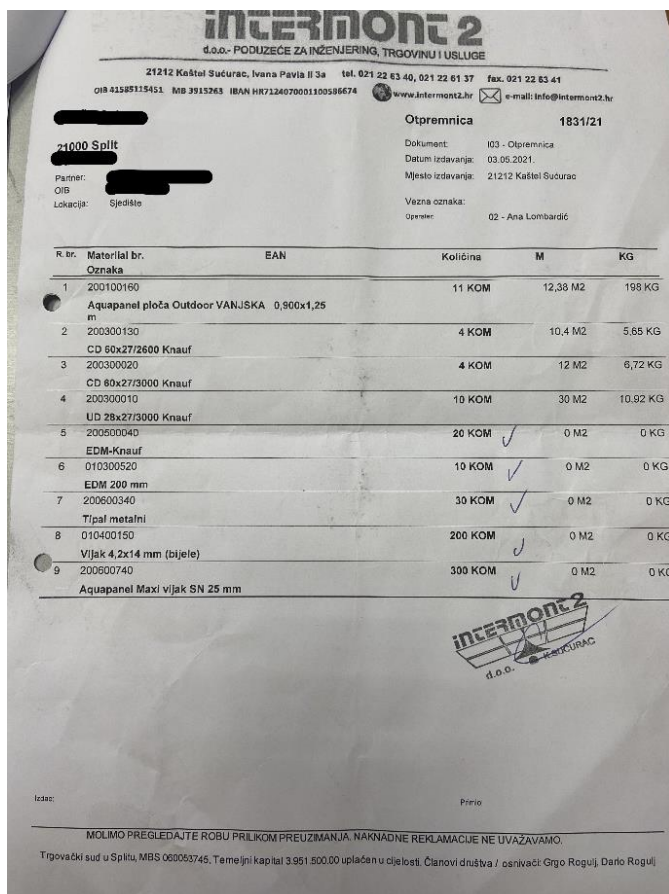 INTERMONT 2
d.o.o.- PODUZEĆE ZA INŽENJERING, TRGOVINU I USLUGE
21212 Kaštel Sućurac, Ivana Pavla II 3a tel. 021 22 63 40, 021 22 61 37 fax. 021 22 63 41
OIB 41585115451 MB 3915263 IBAN HR7124070001100586674 www.intermont2.hr e-mail: info@intermont2.hr
Otpremnica 1831/21
21000 Split
Dokument: I03 - Otpremnica
Datum izdavanja: 03.05.2021.
Partner:
Mjesto izdavanja: 21212 Kaštel Sućurac
OIB
Lokacija: Sjedište
Vezna oznaka:
Operater: 02 - Ana Lombardić
R. br. Materijal br. EAN Količina M KG
Oznaka
1 200100160 11 KOM 12,38 M2 198 KG
Aquapanel ploča Outdoor VANJSKA 0,900x1,25
m
2 200300130 4 KOM 10,4 M2 5,65 KG
CD 60x27/2600 Knauf
3 200300020 4 KOM 12 M2 6,72 KG
CD 60x27/3000 Knauf
4 200300010 10 KOM 30 M2 10,92 KG
UD 28x27/3000 Knauf
5 200500040 20 KOM 0 M2 0 KG
EDM-Knauf
6 010300520 10 KOM 0 M2 0 KG
EDM 200 mm
7 200600340 30 KOM 0 M2 0 KG
Tipal metalni
8 010400150 200 KOM 0 M2 0 KG
Vijak 4,2x14 mm (bijele)
9 200600740 300 KOM 0 M2 0 KG
Aquapanel Maxi vijak SN 25 mm
INTERMONT 2
d.o.o. K.SUĆURAC
Izdao: Primio
MOLIMO PREGLEDAJTE ROBU PRILIKOM PREUZIMANJA. NAKNADNE REKLAMACIJE NE UVAŽAVAMO.
Trgovački sud u Splitu, MBS 060053745, Temeljni kapital 3.951.500.00 uplaćen u cijelosti. Članovi društva / osnivači: Grgo Rogulj, Dario Rogulj